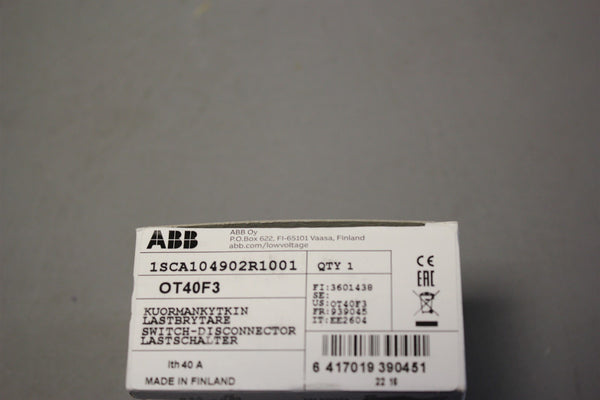 ABB
ABB Oy
P.O.Box 622, FI-65101 Vaasa, Finland
abb.com/lowvoltage
1SCA104902R1001
QTY 1
OT40F3
KUORMANKYTKIN
LASTBRYTARE
SWITCH-DISCONNECTOR
LASTSCHALTER
FI:3601438
SE:
US:OT40F3
FR:939045
IT:EE2604
CE
EAC
Ith 40 A
MADE IN FINLAND
6 417019 390451
22 16